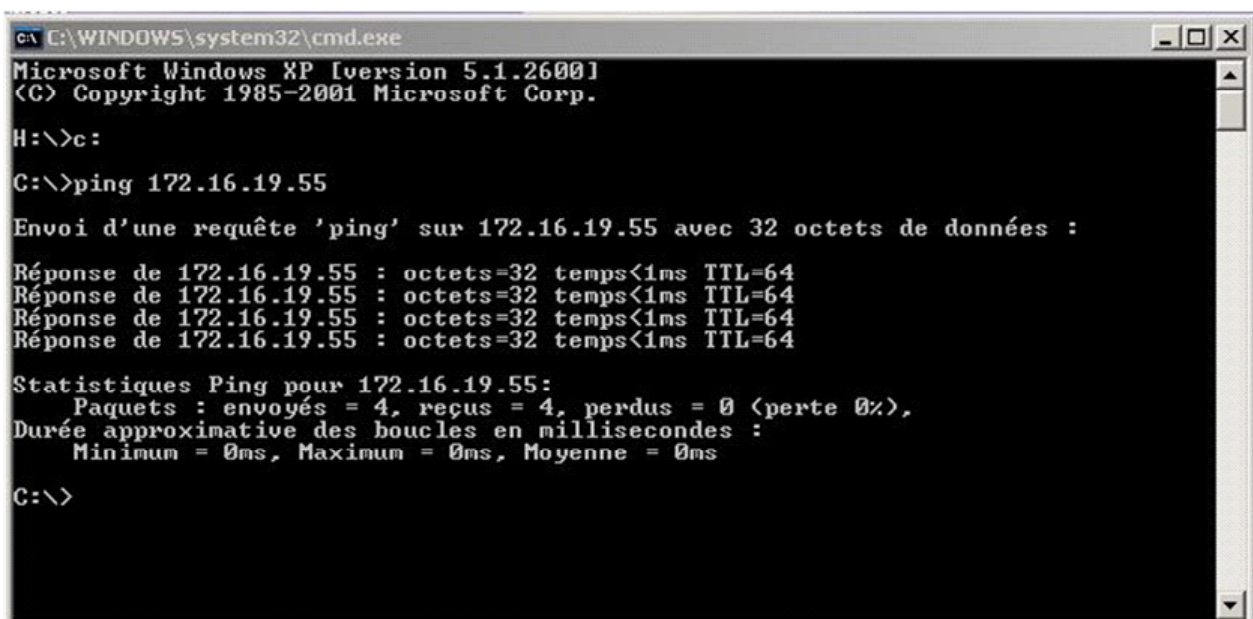 C:\WINDOWS\system32\cmd.exe
Microsoft Windows XP [version 5.1.2600]
(C) Copyright 1985-2001 Microsoft Corp.
H:\>c:
C:\>ping 172.16.19.55
Envoi d'une requête 'ping' sur 172.16.19.55 avec 32 octets de données :
Réponse de 172.16.19.55 : octets=32 temps<1ms TTL=64
Réponse de 172.16.19.55 : octets=32 temps<1ms TTL=64
Réponse de 172.16.19.55 : octets=32 temps<1ms TTL=64
Réponse de 172.16.19.55 : octets=32 temps<1ms TTL=64
Statistiques Ping pour 172.16.19.55:
Paquets : envoyés = 4, reçus = 4, perdus = 0 (perte 0%),
Durée approximative des boucles en millisecondes :
Minimum = 0ms, Maximum = 0ms, Moyenne = 0ms
C:\>